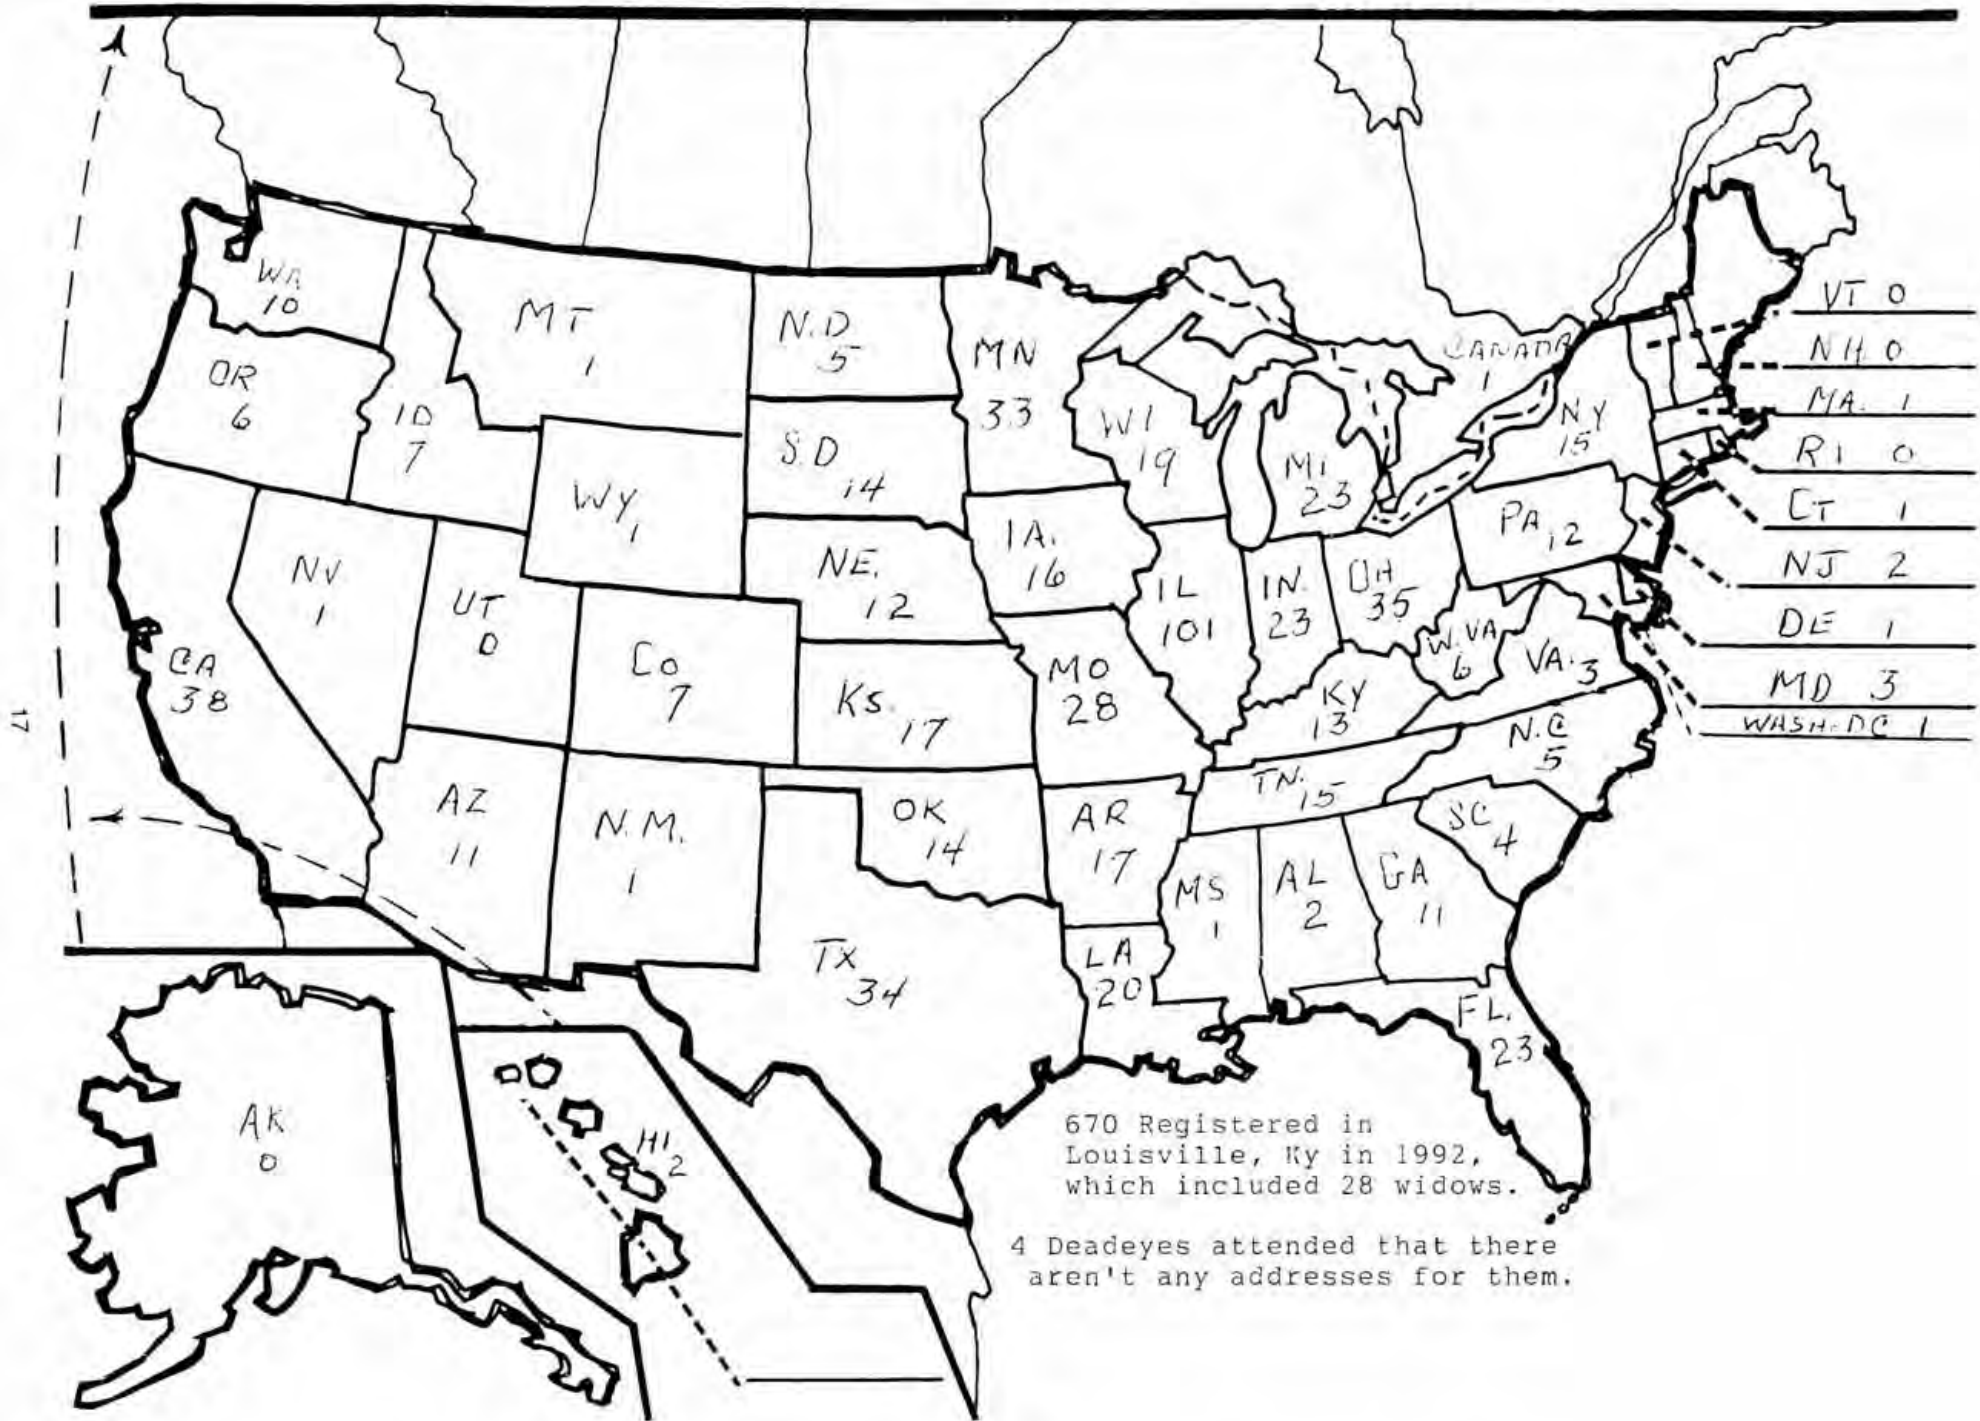 WA
10
MT
1
N.D
5
MN
33
VT 0
NH 0
MA. 1
RI 0
CT 1
NJ 2
DE 1
MD 3
WASH-DC 1
CANADA
1
OR
6
ID
7
S.D
14
WI
19
MI
23
NY
15
WY
1
IA.
16
PA 12
NV
1
UT
0
NE.
12
IL
101
IN.
23
OH
35
W.VA
6
VA. 3
CA
38
CO
7
KS.
17
MO
28
KY
13
N.C
5
AZ
11
N.M.
1
OK
14
AR
17
TN. 15
SC
4
MS
1
AL
2
GA
11
TX
34
LA
20
FL.
23
AK
0
HI
2
670 Registered in
Louisville, Ky in 1992,
which included 28 widows.
4 Deadeyes attended that there
aren't any addresses for them.
17